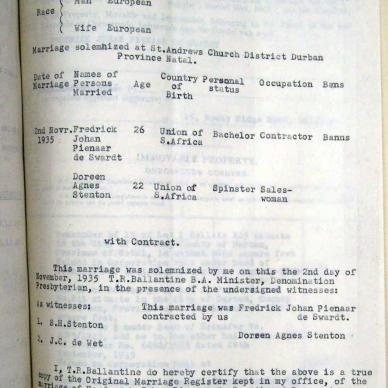 Man European
Race
Wife European
Marriage solemnized at St.Andrews Church District Durban
Province Natal.
Date of Names of Country Personal Occupation Bans
Marriage Persons Age of status
Married Birth
2nd Novr. Fredrick 26 Union of Bachelor Contractor Banns
1935 Johan S.Africa
Pienaar
de Swardt
Doreen
Agnes 22 Union of Spinster Sales-
Stenton S.Africa woman
with Contract.
This marriage was solemnized by me on this the 2nd day of
November, 1935 T.R.Ballantine B.A. Minister, Denomination
Presbyterian, in the presence of the undersigned witnesses:
As witnesses: This marriage was Fredrick Johan Pienaar
contracted by us de Swardt.
1. S.H.Stenton
Doreen Agnes Stenton
2. J.C. de Wet
I, T.R.Ballantine do hereby certify that the above is a true
copy of the Original Marriage Register kept in my office, of the